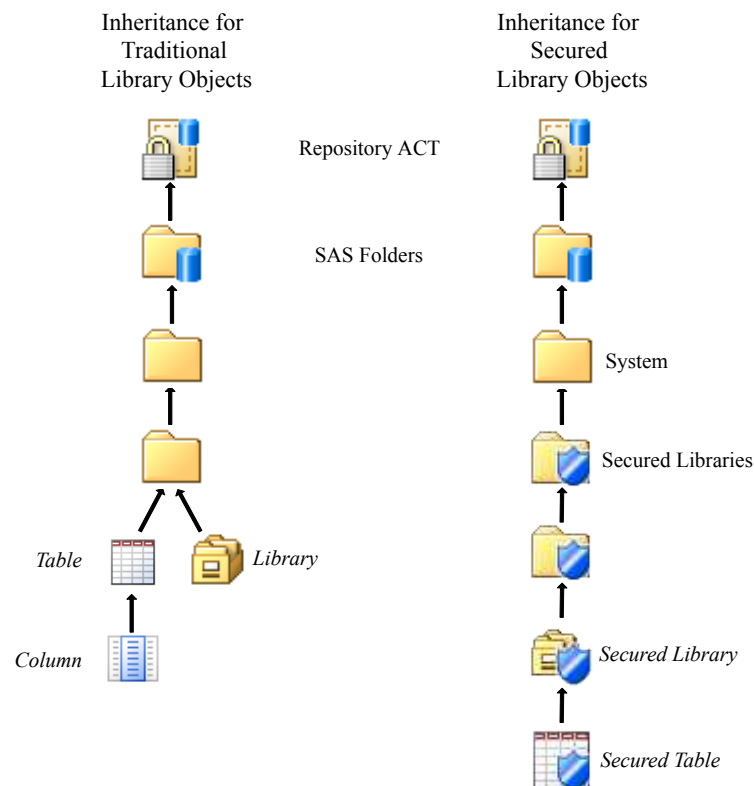 Inheritance for
Traditional
Library Objects
Inheritance for
Secured
Library Objects
Repository ACT
SAS Folders
System
Secured Libraries
Table
Library
Column
Secured Library
Secured Table